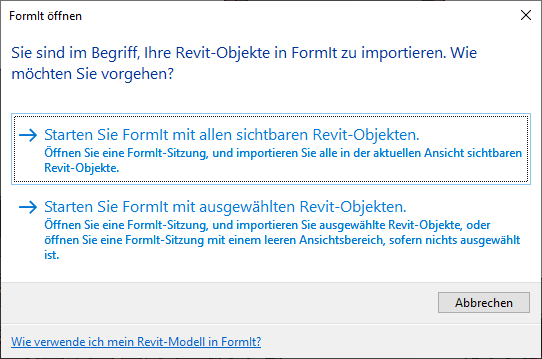 FormIt öffnen
Sie sind im Begriff, Ihre Revit-Objekte in FormIt zu importieren. Wie
möchten Sie vorgehen?
Starten Sie FormIt mit allen sichtbaren Revit-Objekten.
Öffnen Sie eine FormIt-Sitzung, und importieren Sie alle in der aktuellen Ansicht sichtbaren
Revit-Objekte.
Starten Sie FormIt mit ausgewählten Revit-Objekten.
Öffnen Sie eine FormIt-Sitzung, und importieren Sie ausgewählte Revit-Objekte, oder
öffnen Sie eine FormIt-Sitzung mit einem leeren Ansichtsbereich, sofern nichts ausgewählt
ist.
Abbrechen
Wie verwende ich mein Revit-Modell in FormIt?